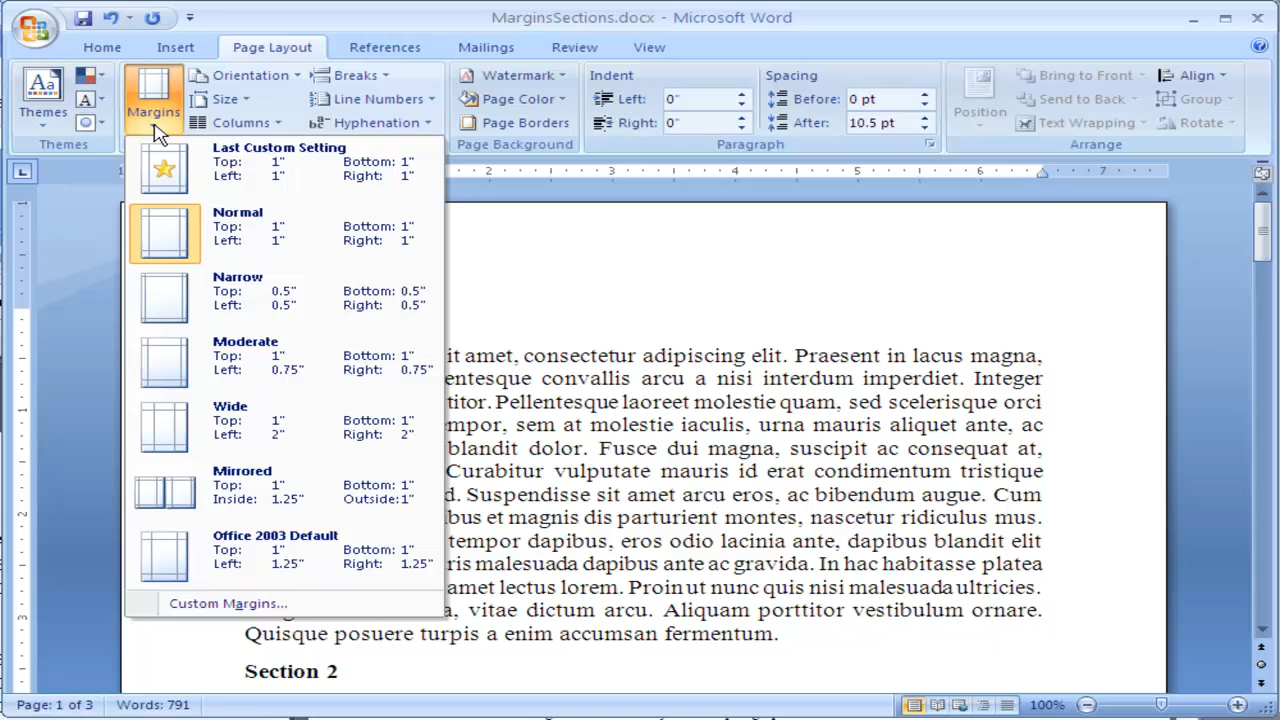 MarginsSections.docx - Microsoft Word
Home Insert Page Layout References Mailings Review View
Themes
Themes
Margins
Orientation
Size
Columns
Breaks
Line Numbers
Hyphenation
Watermark
Page Color
Page Borders
Page Background
Indent
Left: 0"
Right: 0"
Spacing
Before: 0 pt
After: 10.5 pt
Paragraph
Position
Bring to Front
Send to Back
Text Wrapping
Align
Group
Rotate
Arrange
Last Custom Setting
Top: 1" Bottom: 1"
Left: 1" Right: 1"
Normal
Top: 1" Bottom: 1"
Left: 1" Right: 1"
Narrow
Top: 0.5" Bottom: 0.5"
Left: 0.5" Right: 0.5"
Moderate
Top: 1" Bottom: 1"
Left: 0.75" Right: 0.75"
Wide
Top: 1" Bottom: 1"
Left: 2" Right: 2"
Mirrored
Top: 1" Bottom: 1"
Inside: 1.25" Outside: 1"
Office 2003 Default
Top: 1" Bottom: 1"
Left: 1.25" Right: 1.25"
Custom Margins...
1 2 3 4 5 6 7
1
1
2
3
it amet, consectetur adipiscing elit. Praesent in lacus magna,
entesque convallis arcu a nisi interdum imperdiet. Integer
titor. Pellentesque laoreet molestie quam, sed scelerisque orci
mpor, sem at molestie iaculis, urna mauris aliquet ante, ac
blandit dolor. Fusce dui magna, suscipit ac consequat at,
Curabitur vulputate mauris id erat condimentum tristique
d. Suspendisse sit amet arcu eros, ac bibendum augue. Cum
bus et magnis dis parturient montes, nascetur ridiculus mus.
tempor dapibus, eros odio lacinia ante, dapibus blandit elit
ris malesuada dapibus ante ac gravida. In hac habitasse platea
amet lectus lorem. Proin ut nunc quis nisi malesuada ultricies.
a, vitae dictum arcu. Aliquam porttitor vestibulum ornare.
Quisque posuere turpis a enim accumsan fermentum.
Section 2
Page: 1 of 3 Words: 791 100%